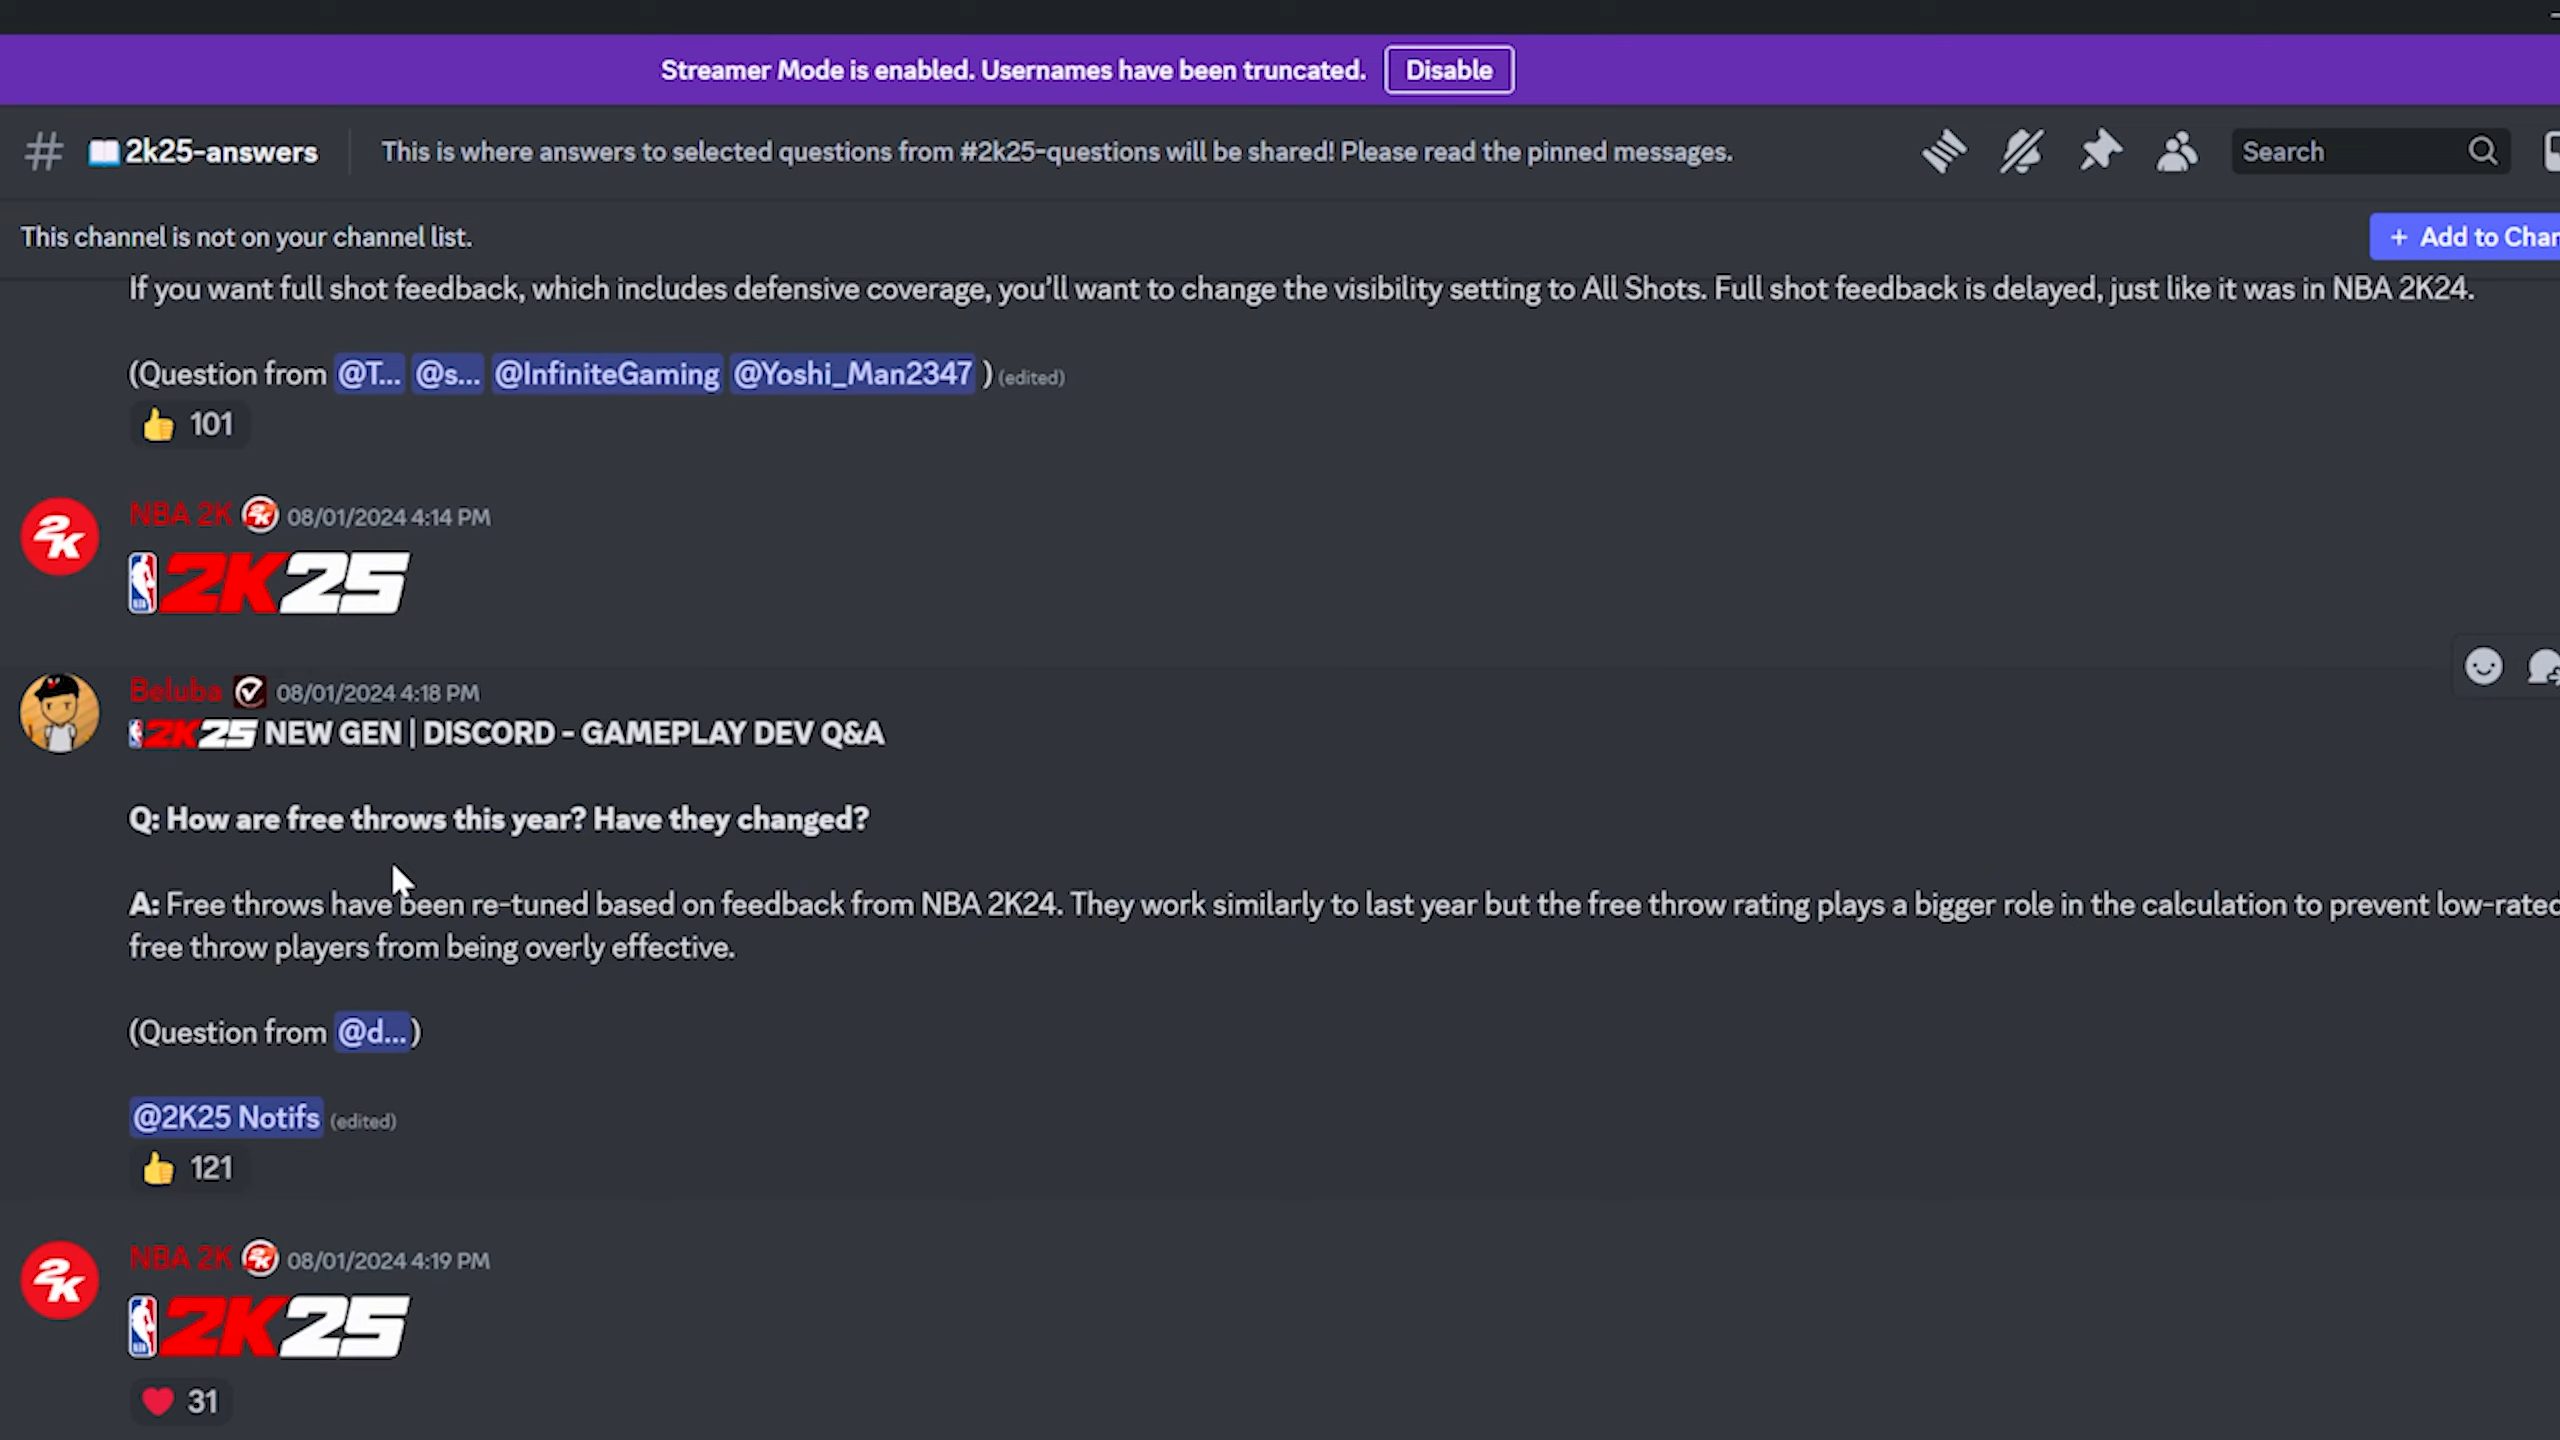 Streamer Mode is enabled. Usernames have been truncated. Disable
2k25-answers This is where answers to selected questions from #2k25-questions will be shared! Please read the pinned messages. Search
This channel is not on your channel list. + Add to Chan
If you want full shot feedback, which includes defensive coverage, you'll want to change the visibility setting to All Shots. Full shot feedback is delayed, just like it was in NBA 2K24.
(Question from @T... @s... @InfiniteGaming @Yoshi_Man2347 ) (edited)
101
NBA 2K 08/01/2024 4:14 PM
2K25
Beluba 08/01/2024 4:18 PM
2K25 NEW GEN | DISCORD - GAMEPLAY DEV Q&A
Q: How are free throws this year? Have they changed?
A: Free throws have been re-tuned based on feedback from NBA 2K24. They work similarly to last year but the free throw rating plays a bigger role in the calculation to prevent low-rated
free throw players from being overly effective.
(Question from @d...)
@2K25 Notifs (edited)
121
NBA 2K 08/01/2024 4:19 PM
2K25
31